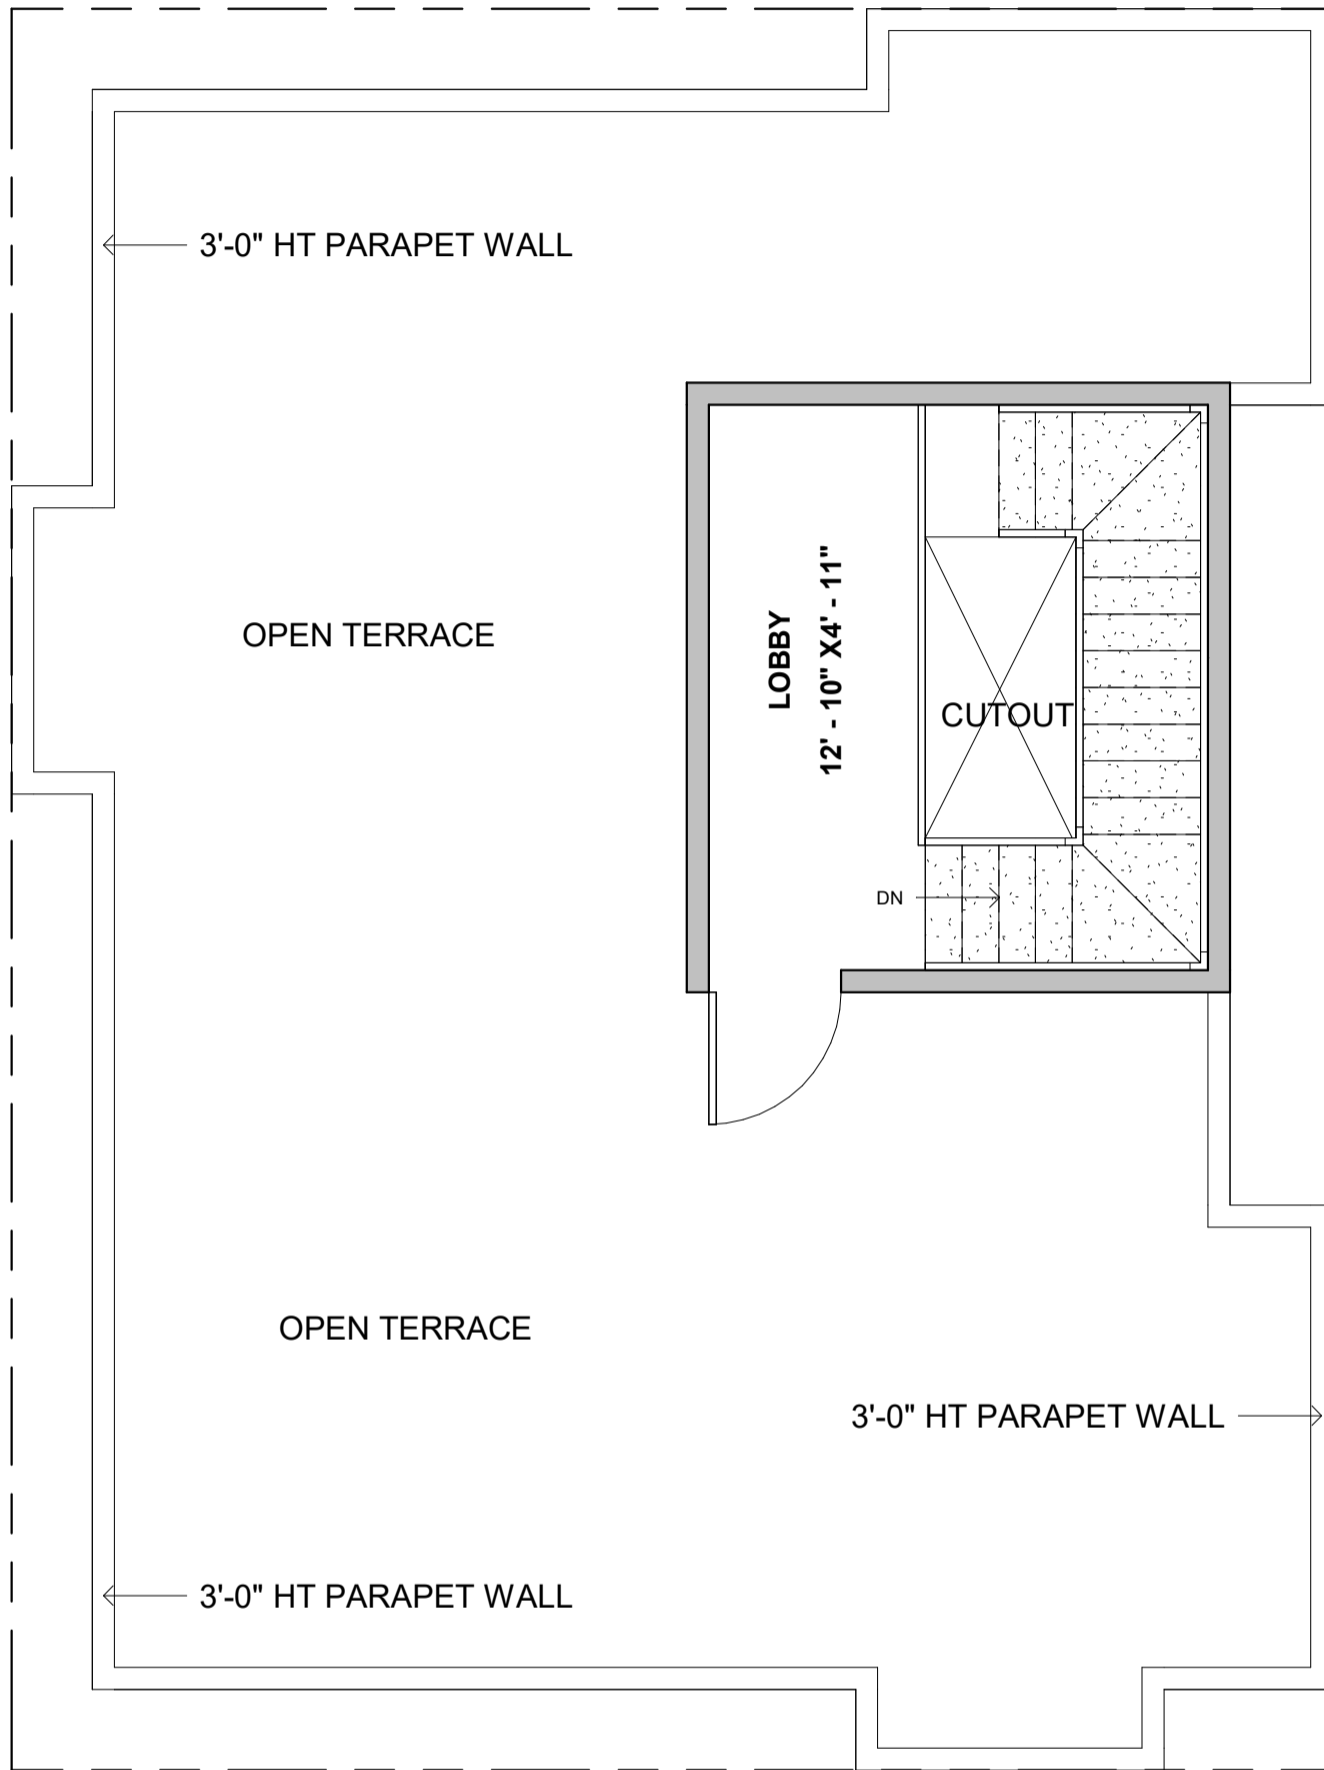 3'-0" HT PARAPET WALL
OPEN TERRACE
LOBBY
12' - 10" X4' - 11"
CUTOUT
DN
OPEN TERRACE
3'-0" HT PARAPET WALL
3'-0" HT PARAPET WALL